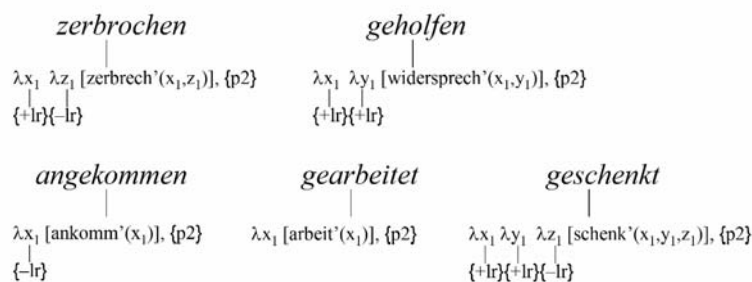 zerbrochen geholfen
λx₁ λz₁ [zerbrech’(x₁,z₁)], {p2} λx₁ λy₁ [widersprech’(x₁,y₁)], {p2}
{+lr}{–lr} {+lr}{+lr}
angekommen gearbeitet geschenkt
λx₁ [ankomm’(x₁)], {p2} λx₁ [arbeit’(x₁)], {p2} λx₁ λy₁ λz₁ [schenk’(x₁,y₁,z₁)], {p2}
{–lr} {+lr}{+lr}{–lr}